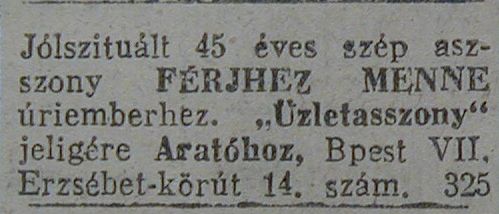 Jólszituált 45 éves szép asz-
szony FÉRJHEZ MENNE
úriemberhez. „Üzletasszony“
jeligére Aratóhoz, Bpest VII.
Erzsébet-körút 14. szám. 325